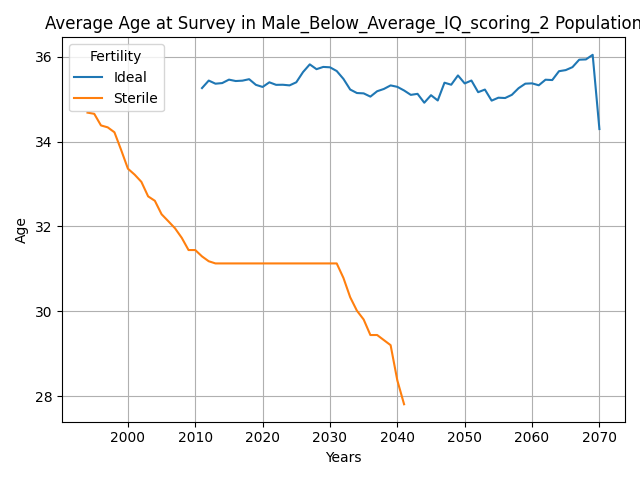 Average Age at Survey in Male_Below_Average_IQ_scoring_2 Population
Fertility
Ideal
Sterile
Age
36
34
32
30
28
2000
2010
2020
2030
2040
2050
2060
2070
Years